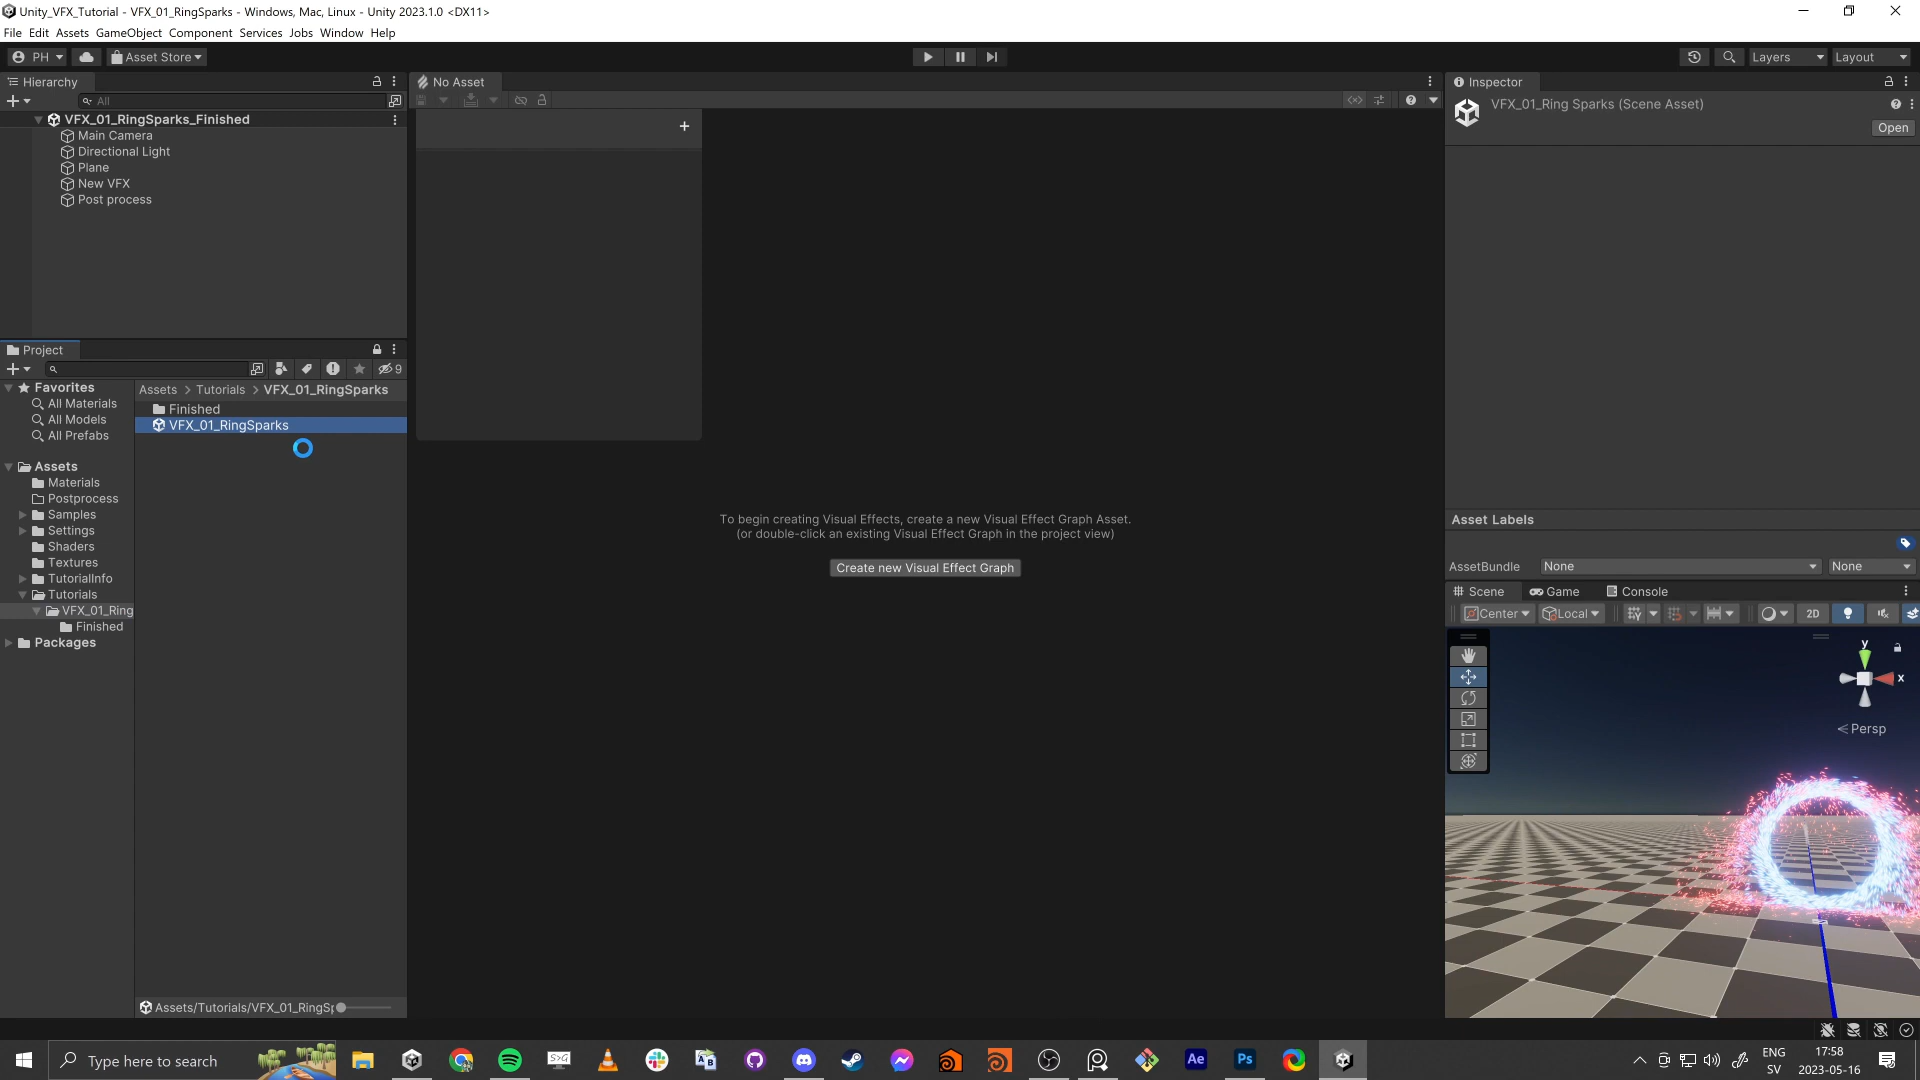 Unity_VFX_Tutorial - VFX_01_RingSparks - Windows, Mac, Linux - Unity 2023.1.0 <DX11>
File Edit Assets GameObject Component Services Jobs Window Help
PH Asset Store Layers Layout
Hierarchy
All
VFX_01_RingSparks_Finished
Main Camera
Directional Light
Plane
New VFX
Post process
Project
9
Favorites
All Materials
All Models
All Prefabs
Assets
Materials
Postprocess
Samples
Settings
Shaders
Textures
TutorialInfo
Tutorials
VFX_01_Ring
Finished
Packages
Assets > Tutorials > VFX_01_RingSparks
Finished
VFX_01_RingSparks
Assets/Tutorials/VFX_01_RingSp
No Asset
To begin creating Visual Effects, create a new Visual Effect Graph Asset.
(or double-click an existing Visual Effect Graph in the project view)
Create new Visual Effect Graph
Inspector
VFX_01_Ring Sparks (Scene Asset)
Open
Asset Labels
AssetBundle None None
Scene Game Console
Center Local 2D
y
x
Persp
Type here to search
S>G
A B
Ae
Ps
ENG
SV
17:58
2023-05-16